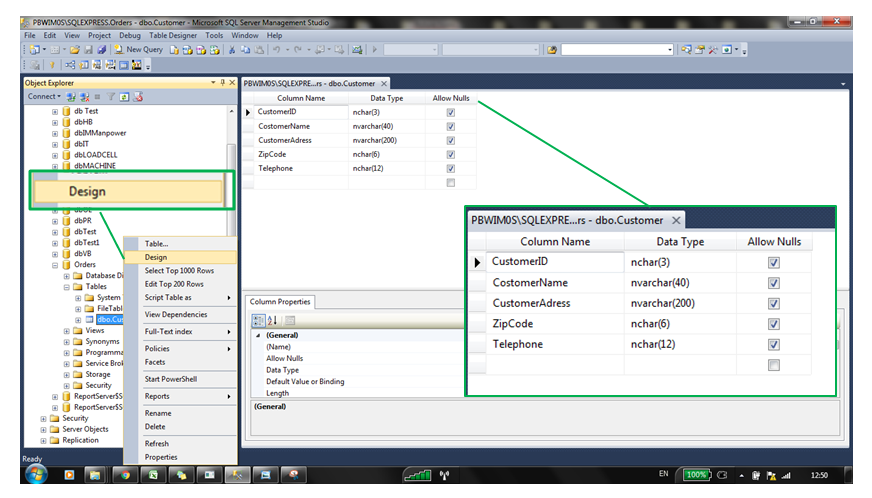 PBWIM0S\SQLEXPRESS.Orders - dbo.Customer - Microsoft SQL Server Management Studio
File Edit View Project Debug Table Designer Tools Window Help
New Query
Object Explorer
Connect
db Test
dbHB
dbIMManpower
dbIT
dbLOADCELL
dbMACHINE
Design
dbPR
dbTest
dbTest1
dbVB
Orders
Database Di
Tables
System
FileTabl
dbo.Cus
Views
Synonyms
Programma
Service Brok
Storage
Security
ReportServer$S
ReportServer$S
Security
Server Objects
Replication
Table...
Design
Select Top 1000 Rows
Edit Top 200 Rows
Script Table as
View Dependencies
Full-Text index
Policies
Facets
Start PowerShell
Reports
Rename
Delete
Refresh
Properties
PBWIM0S\SQLEXPRE...rs - dbo.Customer
Column Name Data Type Allow Nulls
CustomerID nchar(3)
CostomerName nvarchar(40)
CustomerAdress nvarchar(200)
ZipCode nchar(6)
Telephone nchar(12)
PBWIM0S\SQLEXPRE...rs - dbo.Customer
Column Name Data Type Allow Nulls
CustomerID nchar(3)
CostomerName nvarchar(40)
CustomerAdress nvarchar(200)
ZipCode nchar(6)
Telephone nchar(12)
Column Properties
(General)
(Name)
Allow Nulls
Data Type
Default Value or Binding
Length
(General)
Ready
EN 100% 12:50